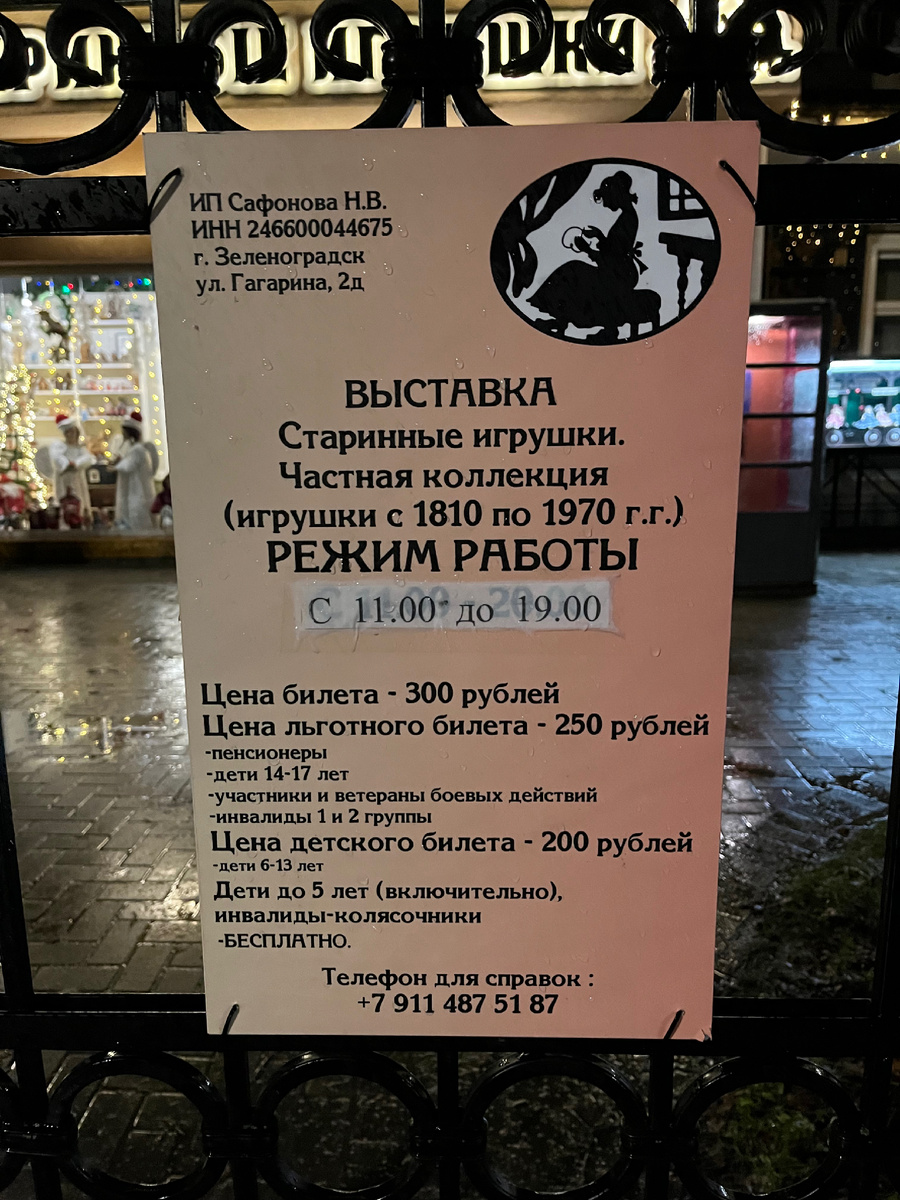 ИП Сафонова Н.В.
ИНН 246600044675
г. Зеленоградск
ул. Гагарина, 2д
ВЫСТАВКА
Старинные игрушки.
Частная коллекция
(игрушки с 1810 по 1970 г.г.)
РЕЖИМ РАБОТЫ
С 11.00 до 19.00
Цена билета - 300 рублей
Цена льготного билета - 250 рублей
-пенсионеры
-дети 14-17 лет
-участники и ветераны боевых действий
-инвалиды 1 и 2 группы
Цена детского билета - 200 рублей
-дети 6-13 лет
Дети до 5 лет (включительно),
инвалиды-колясочники
-БЕСПЛАТНО.
Телефон для справок :
+7 911 487 51 87